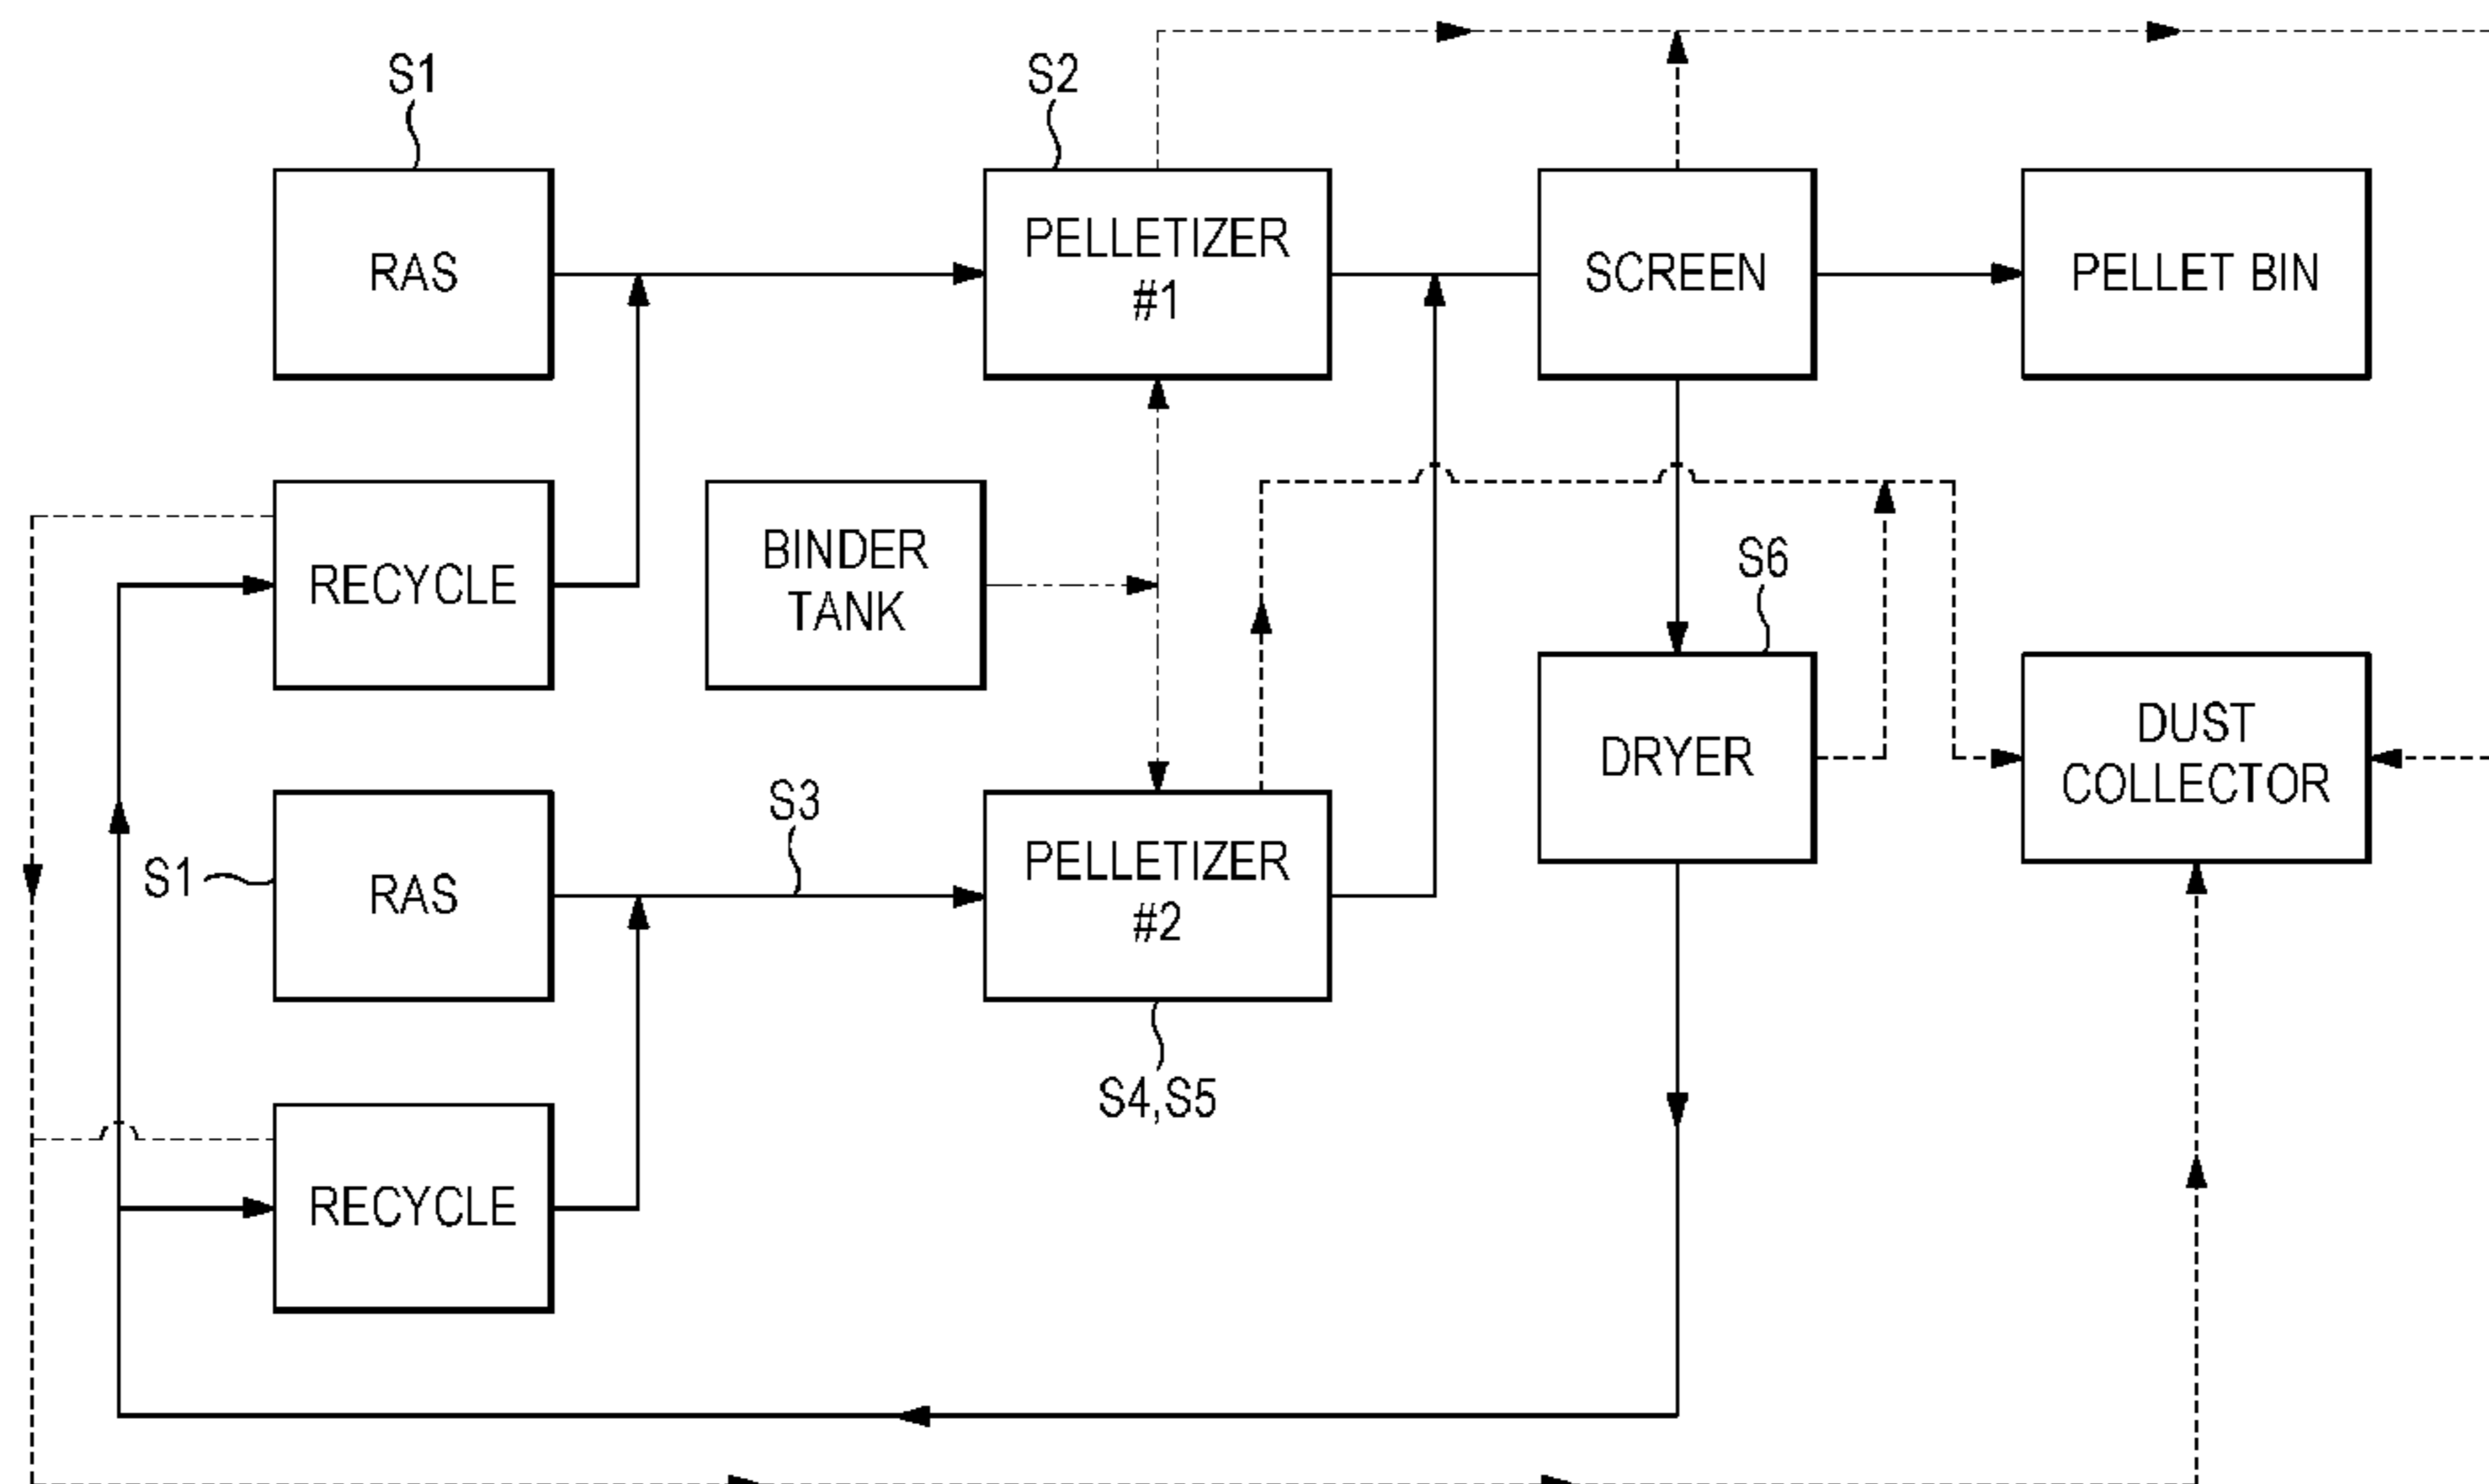 S1
S2
RAS
PELLETIZER
#1
SCREEN
PELLET BIN
RECYCLE
BINDER
TANK
S6
DRYER
DUST
COLLECTOR
S1
RAS
S3
PELLETIZER
#2
S4,S5
RECYCLE